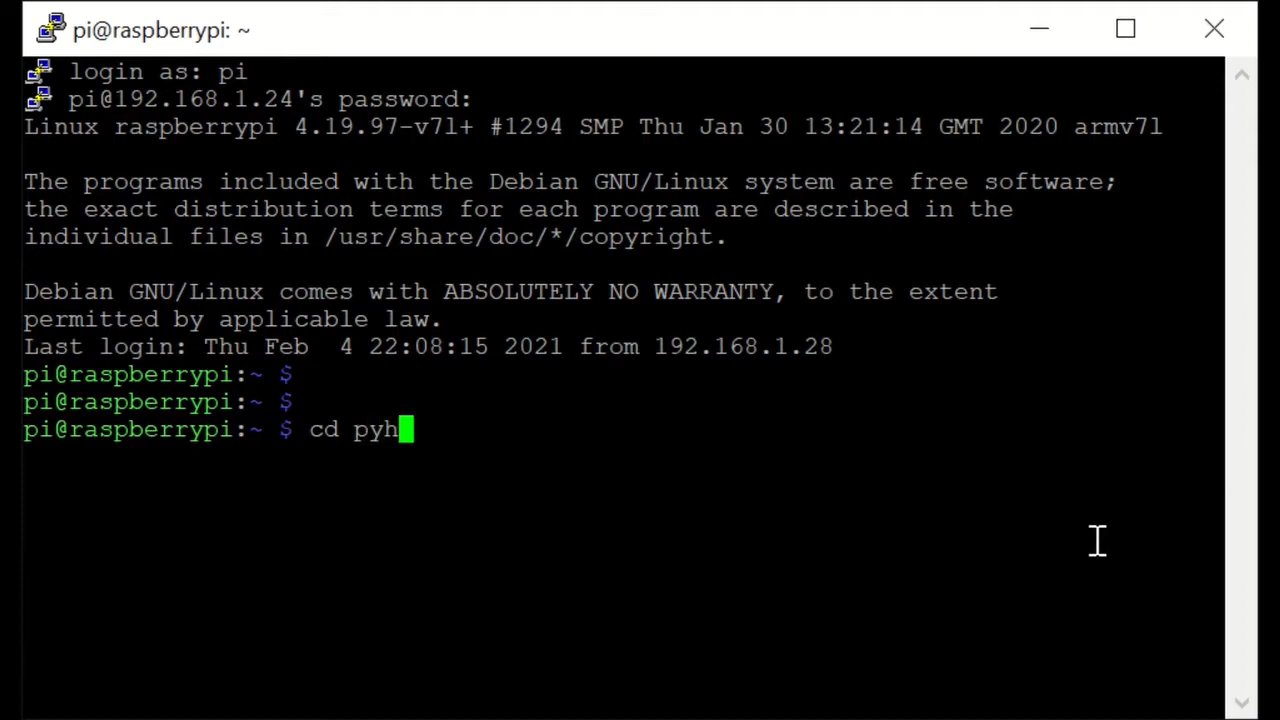 pi@raspberrypi: ~
login as: pi
pi@192.168.1.24's password:
Linux raspberrypi 4.19.97-v7l+ #1294 SMP Thu Jan 30 13:21:14 GMT 2020 armv7l
The programs included with the Debian GNU/Linux system are free software;
the exact distribution terms for each program are described in the
individual files in /usr/share/doc/*/copyright.
Debian GNU/Linux comes with ABSOLUTELY NO WARRANTY, to the extent
permitted by applicable law.
Last login: Thu Feb  4 22:08:15 2021 from 192.168.1.28
pi@raspberrypi:~ $
pi@raspberrypi:~ $
pi@raspberrypi:~ $ cd pyh